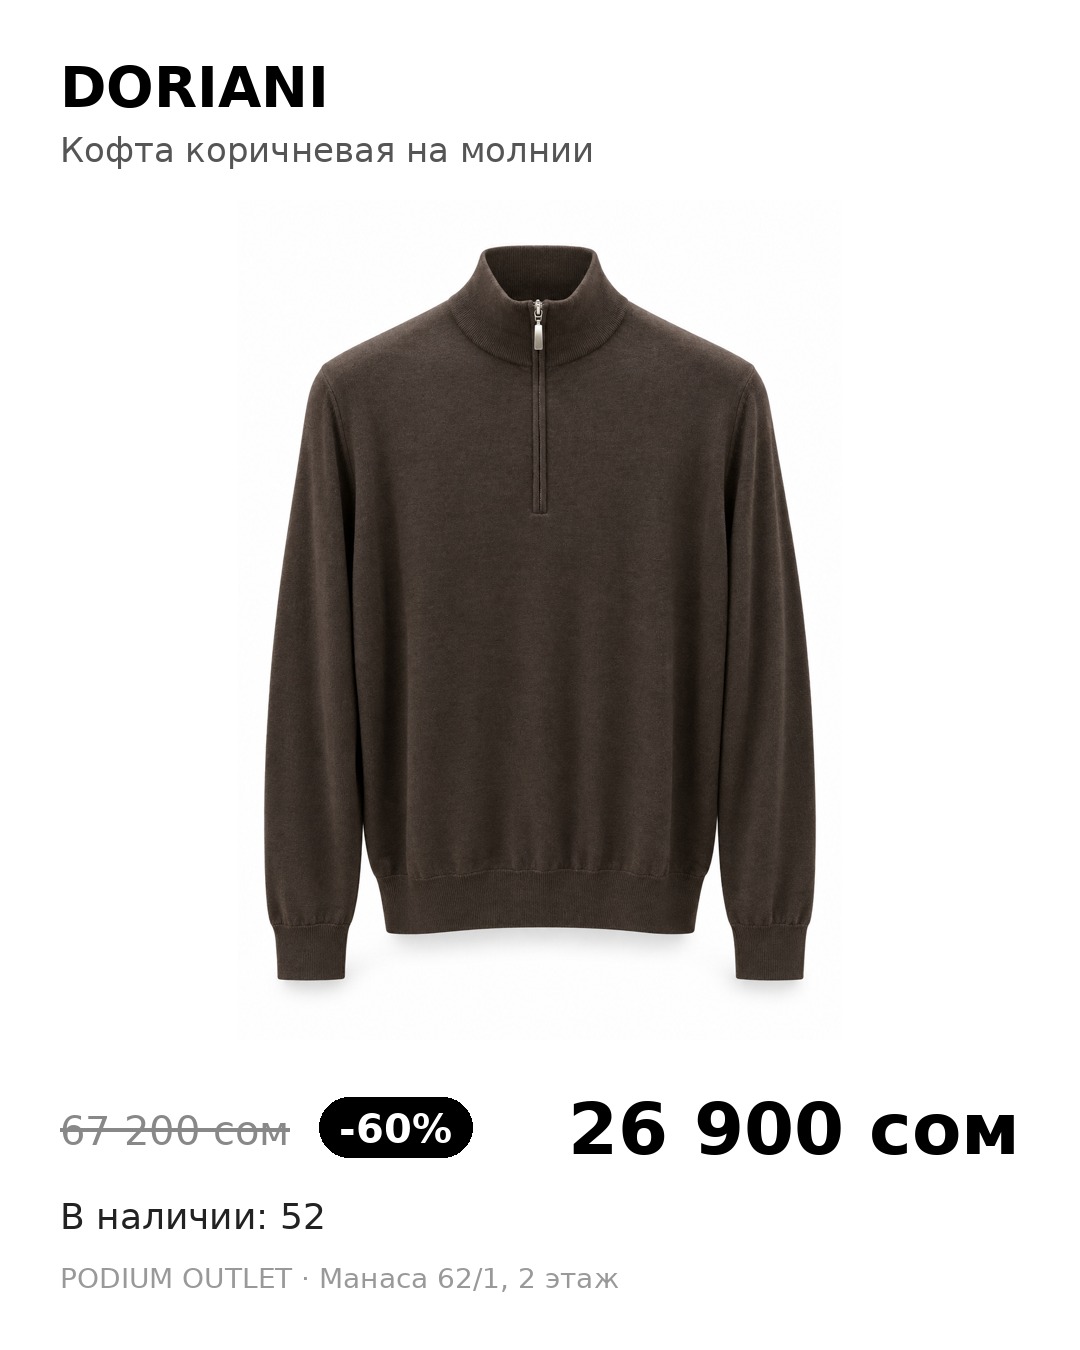 DORIANI
Кофта коричневая на молнии
67 200 сом -60% 26 900 сом
В наличии: 52
PODIUM OUTLET · Манаса 62/1, 2 этаж